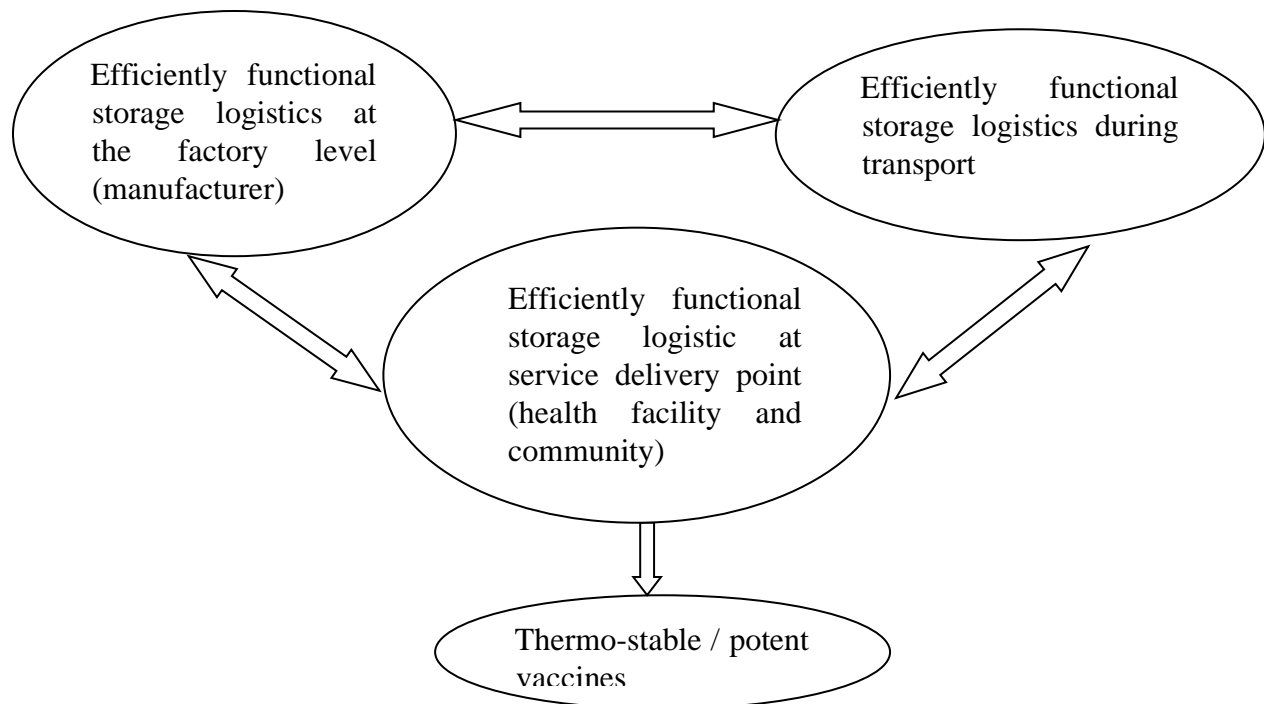 Efficiently functional
storage logistics at
the factory level
(manufacturer)
Efficiently functional
storage logistics during
transport
Efficiently functional
storage logistic at
service delivery point
(health facility and
community)
Thermo-stable / potent
vaccines